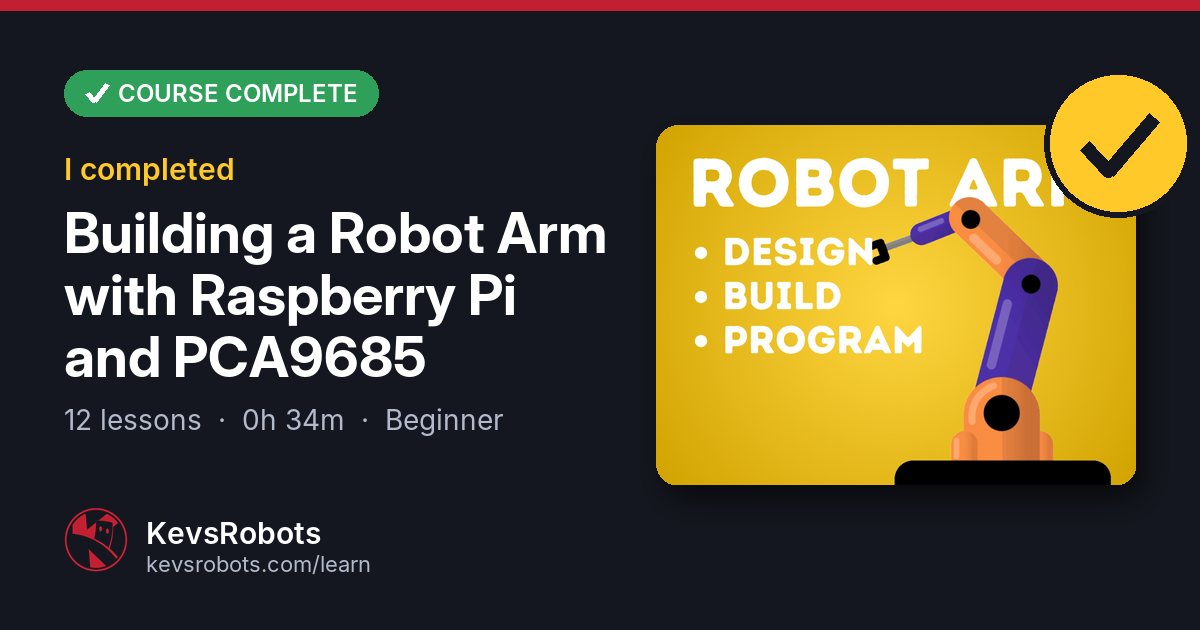 COURSE COMPLETE
I completed
Building a Robot Arm
with Raspberry Pi
and PCA9685
12 lessons · 0h 34m · Beginner
KevsRobots
kevsrobots.com/learn
ROBOT
• DESIGN
• BUILD
• PROGRAM